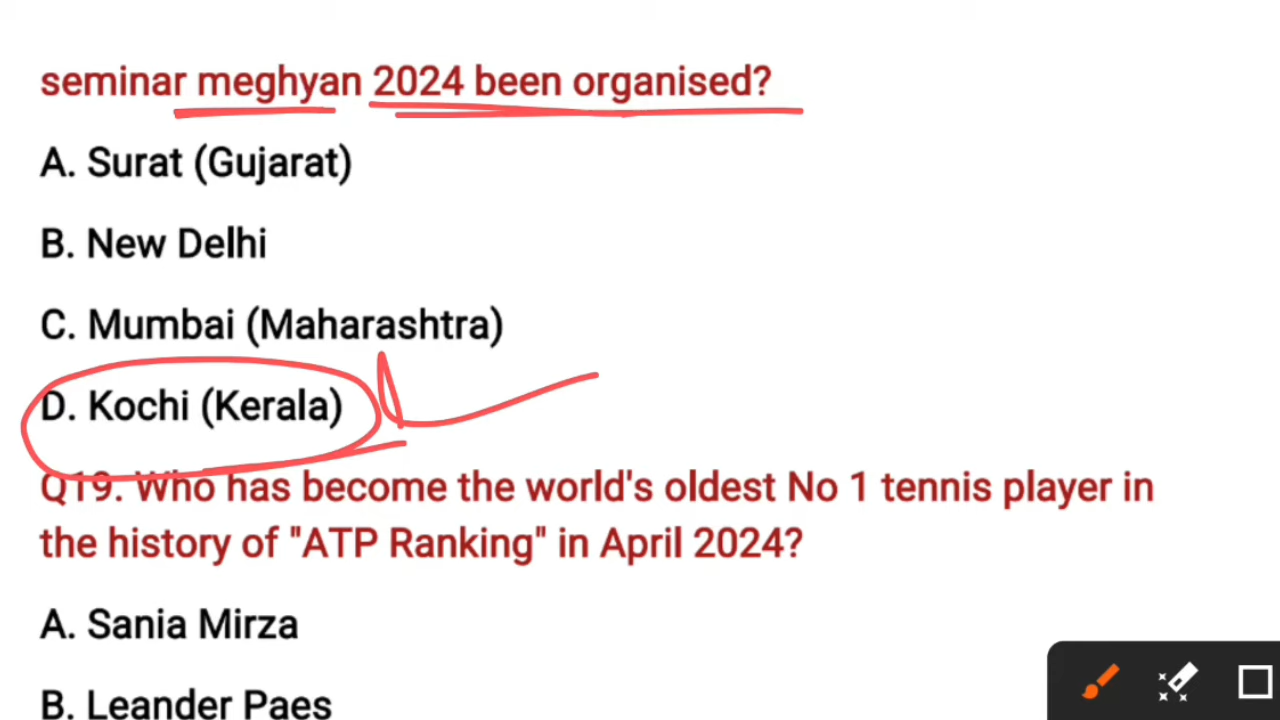 seminar meghyan 2024 been organised?
A. Surat (Gujarat)
B. New Delhi
C. Mumbai (Maharashtra)
D. Kochi (Kerala)
Q19. Who has become the world's oldest No 1 tennis player in
the history of "ATP Ranking" in April 2024?
A. Sania Mirza
B. Leander Paes